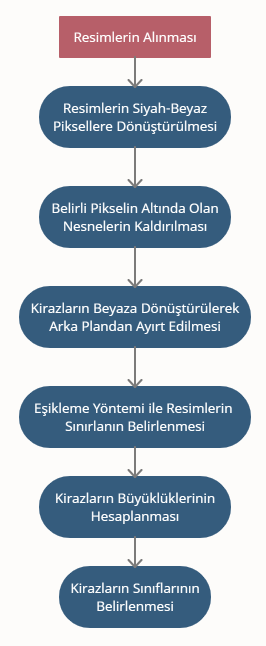 Resimlerin Alınması
Resimlerin Siyah-Beyaz
Piksellere Dönüştürülmesi
Belirli Pikselin Altında Olan
Nesnelerin Kaldırılması
Kirazların Beyaza Dönüştürülerek
Arka Plandan Ayırt Edilmesi
Eşikleme Yöntemi ile Resimlerin
Sınırlanın Belirlenmesi
Kirazların Büyüklüklerinin
Hesaplanması
Kirazların Sınıflarının
Belirlenmesi